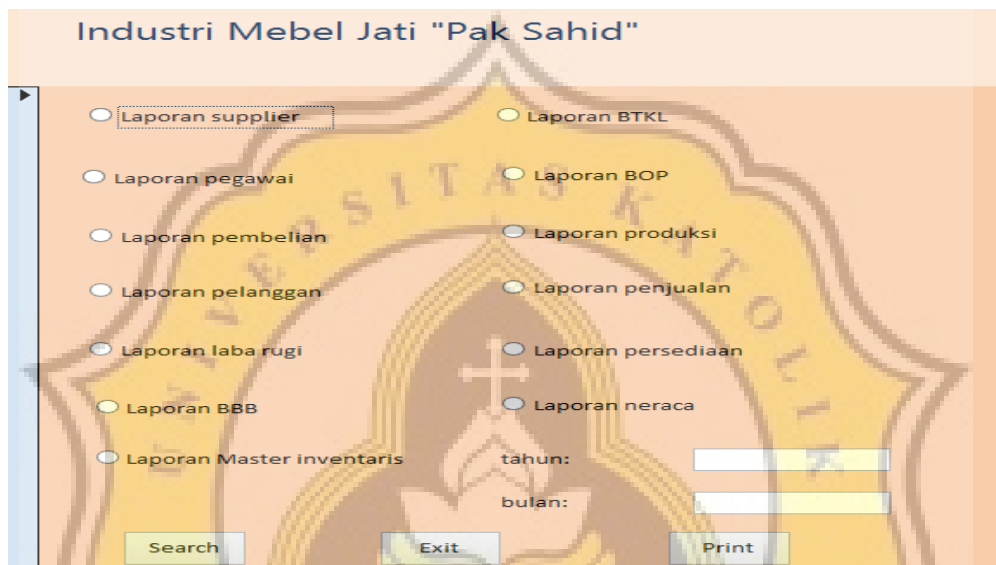 Industri Mebel Jati "Pak Sahid"
Laporan supplier
Laporan BTKL
Laporan pegawai
Laporan BOP
Laporan pembelian
Laporan produksi
Laporan pelanggan
Laporan penjualan
Laporan laba rugi
Laporan persediaan
Laporan BBB
Laporan neraca
Laporan Master inventaris
tahun:
bulan:
Search
Exit
Print
UNIVERSITAS KATOLIK